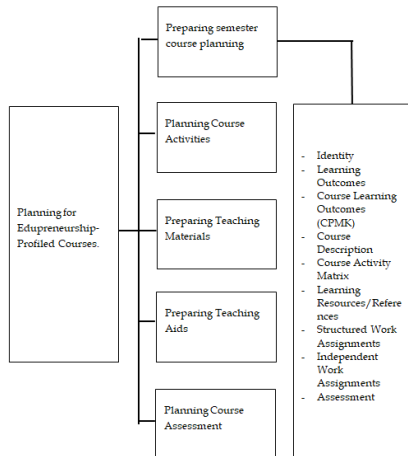 Preparing semester
course planning
Planning Course
Activities
Planning for
Edupreneurship-
Profiled Courses.
Preparing Teaching
Materials
Preparing Teaching
Aids
Planning Course
Assessment
- Identity
- Learning
Outcomes
- Course Learning
Outcomes
(CPMK)
- Course
Description
- Course Activity
Matrix
- Learning
Resources/Refere
nces
- Structured Work
Assignments
- Independent
Work
Assignments
- Assessment